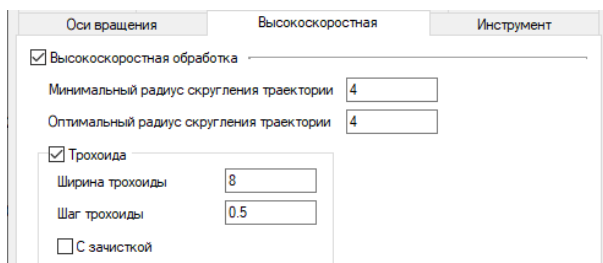 Оси вращения Высокоскоростная Инструмент
Высокоскоростная обработка
Минимальный радиус скругления траектории 4
Оптимальный радиус скругления траектории 4
Трохоида
Ширина трохоиды 8
Шаг трохоиды 0.5
С зачисткой